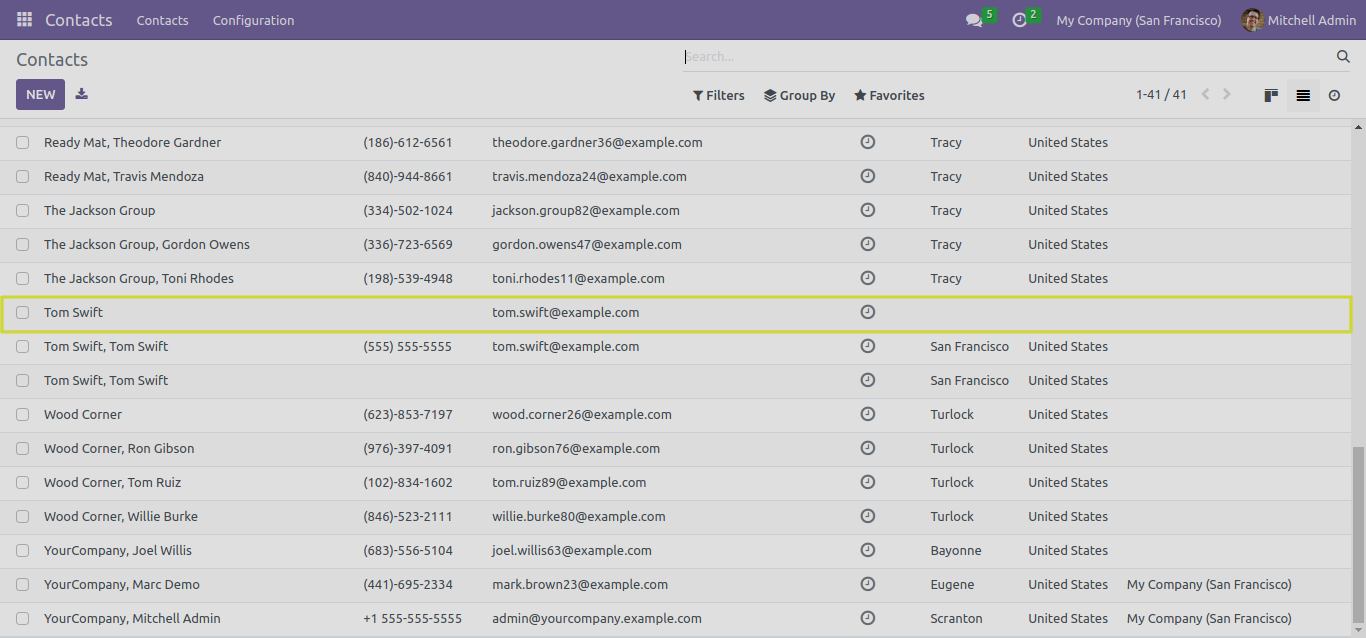 Contacts Contacts Configuration 5 2 My Company (San Francisco) Mitchell Admin
Contacts Search...
NEW Filters Group By Favorites 1-41 / 41
Ready Mat, Theodore Gardner (186)-612-6561 theodore.gardner36@example.com Tracy United States
Ready Mat, Travis Mendoza (840)-944-8661 travis.mendoza24@example.com Tracy United States
The Jackson Group (334)-502-1024 jackson.group82@example.com Tracy United States
The Jackson Group, Gordon Owens (336)-723-6569 gordon.owens47@example.com Tracy United States
The Jackson Group, Toni Rhodes (198)-539-4948 toni.rhodes11@example.com Tracy United States
Tom Swift tom.swift@example.com
Tom Swift, Tom Swift (555) 555-5555 tom.swift@example.com San Francisco United States
Tom Swift, Tom Swift San Francisco United States
Wood Corner (623)-853-7197 wood.corner26@example.com Turlock United States
Wood Corner, Ron Gibson (976)-397-4091 ron.gibson76@example.com Turlock United States
Wood Corner, Tom Ruiz (102)-834-1602 tom.ruiz89@example.com Turlock United States
Wood Corner, Willie Burke (846)-523-2111 willie.burke80@example.com Turlock United States
YourCompany, Joel Willis (683)-556-5104 joel.willis63@example.com Bayonne United States
YourCompany, Marc Demo (441)-695-2334 mark.brown23@example.com Eugene United States My Company (San Francisco)
YourCompany, Mitchell Admin +1 555-555-5555 admin@yourcompany.example.com Scranton United States My Company (San Francisco)